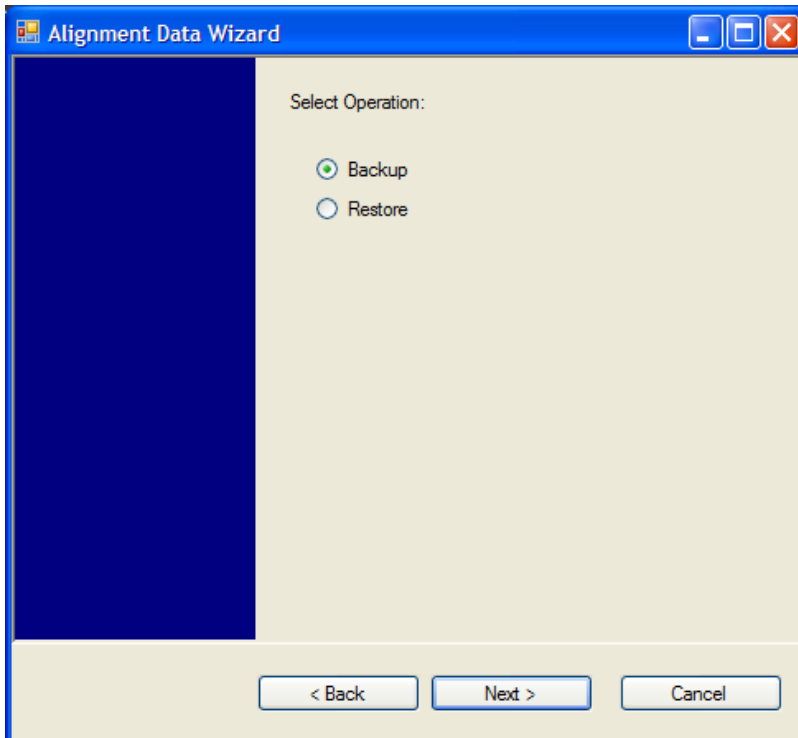 Alignment Data Wizard
Select Operation:
Backup
Restore
< Back Next > Cancel